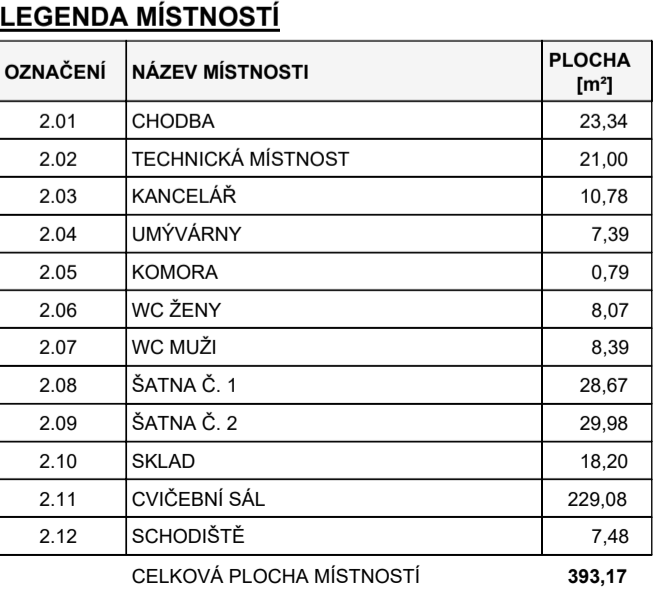 LEGENDA MÍSTNOSTÍ
OZNAČENÍ NÁZEV MÍSTNOSTI PLOCHA [m²]
2.01 CHODBA 23,34
2.02 TECHNICKÁ MÍSTNOST 21,00
2.03 KANCELÁŘ 10,78
2.04 UMÝVÁRNY 7,39
2.05 KOMORA 0,79
2.06 WC ŽENY 8,07
2.07 WC MUŽI 8,39
2.08 ŠATNA Č. 1 28,67
2.09 ŠATNA Č. 2 29,98
2.10 SKLAD 18,20
2.11 CVIČEBNÍ SÁL 229,08
2.12 SCHODIŠTĚ 7,48
CELKOVÁ PLOCHA MÍSTNOSTÍ 393,17